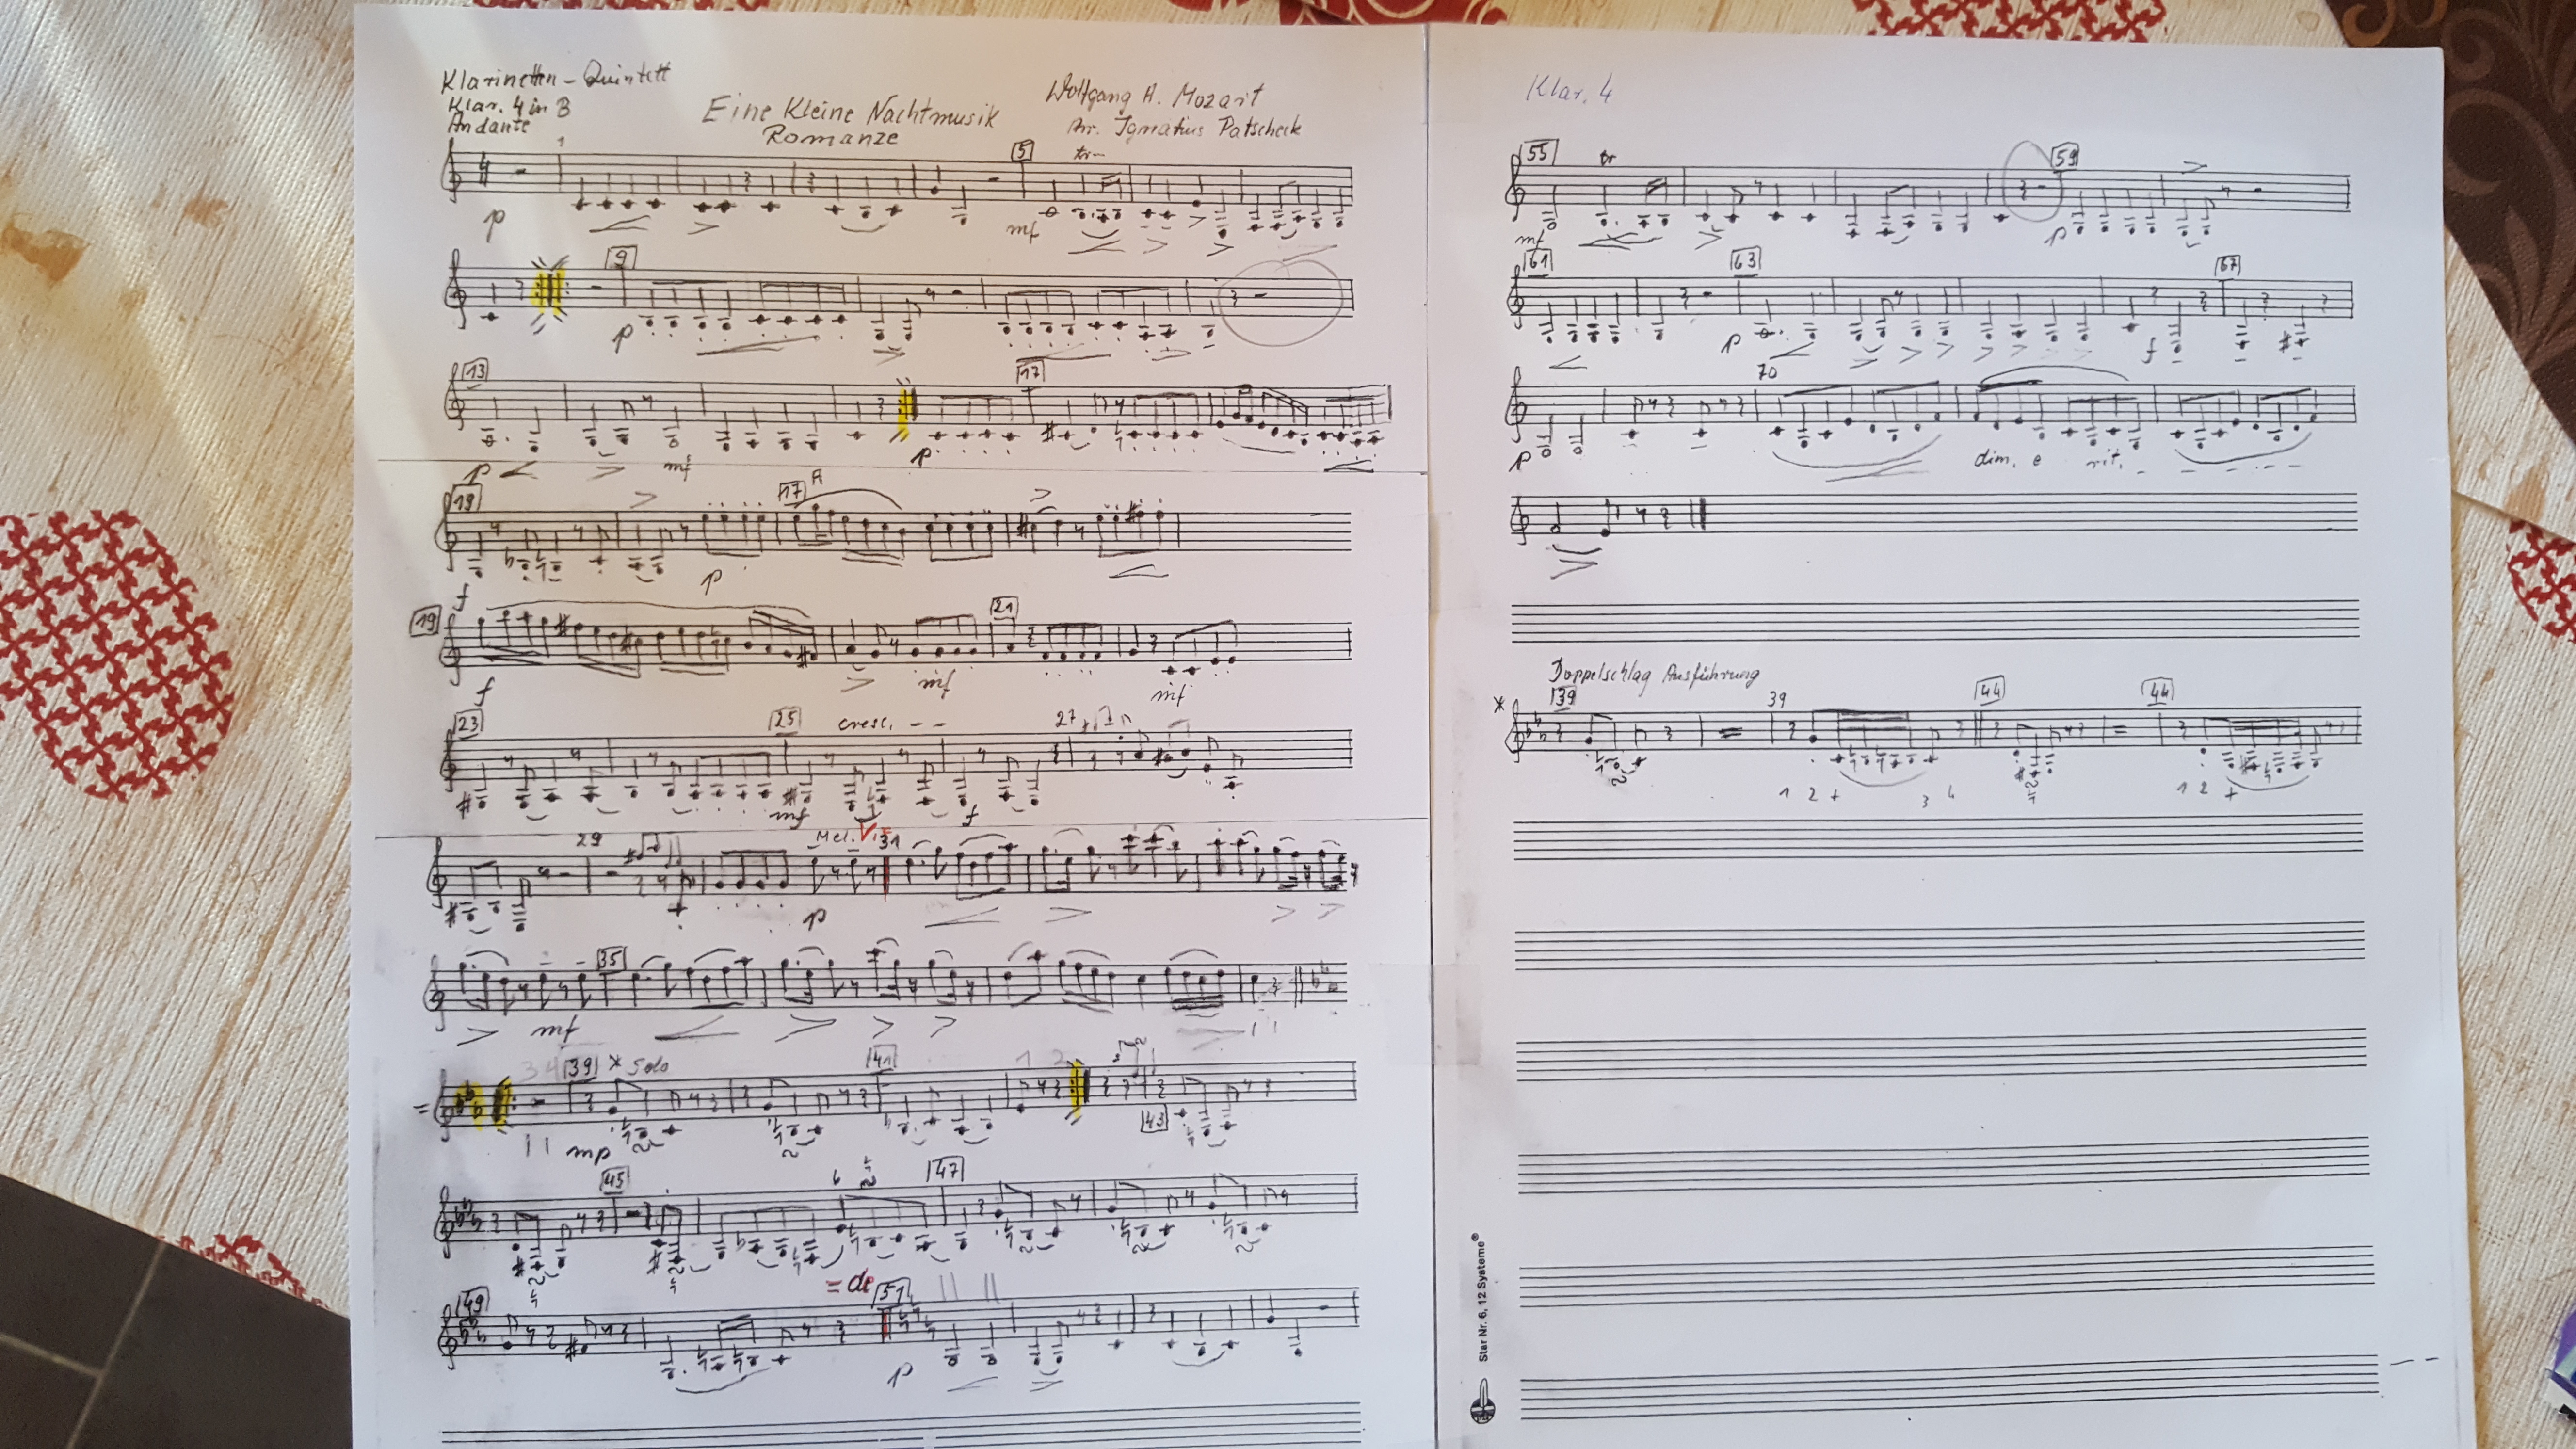 Klarinetten - Quintett
Klar. 4 in B
Andante
Eine Kleine Nachtmusik
Romanze
Wolfgang A. Mozart
Arr. Ignatius Patscheck
5 tr
p mf
9
p
13 17
p mf p
19 17 A
f p
19 21
f mf mf
23 25 cresc. -- 27
mf f
29 Mel. 31
p
35
mf
3 4 39 * Solo 41 1 2
mp 43
45 6 47
49 51
p
Klar. 4
55 tr 59
mf p
61 63 67
p f
70
p dim. e rit. - - - -
Doppelschlag Ausführung
* 39 39 44 44
1 2 + 3 4 1 2 +
Star Nr. 6, 12 Systeme®